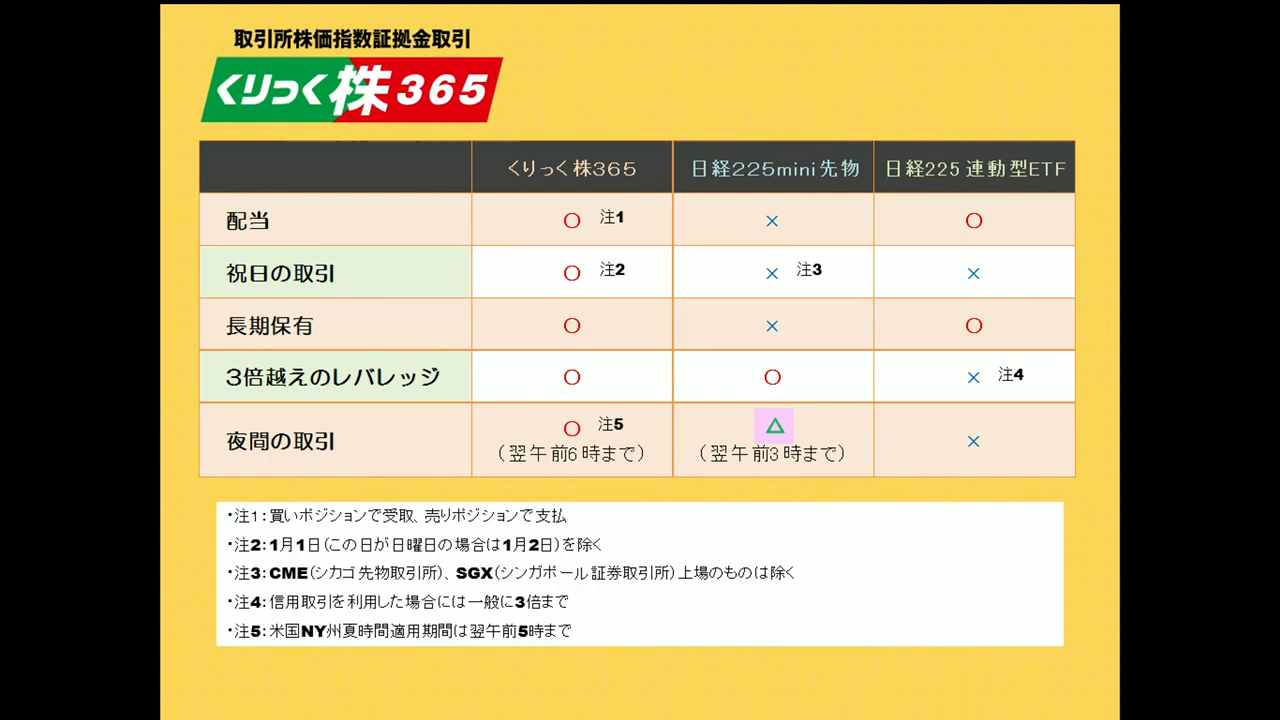 取引所株価指数証拠金取引
くりっく株365
くりっく株365 日経225mini先物 日経225連動型ETF
配当 ○ 注1 × ○
祝日の取引 ○ 注2 × 注3 ×
長期保有 ○ × ○
3倍越えのレバレッジ ○ ○ × 注4
夜間の取引 ○ 注5 △ ×
（翌午前6時まで） （翌午前3時まで）
・注1：買いポジションで受取、売りポジションで支払
・注2：1月1日（この日が日曜日の場合は1月2日）を除く
・注3：CME（シカゴ先物取引所）、SGX（シンガポール証券取引所）上場のものは除く
・注4：信用取引を利用した場合には一般に3倍まで
・注5：米国NY州夏時間適用期間は翌午前5時まで